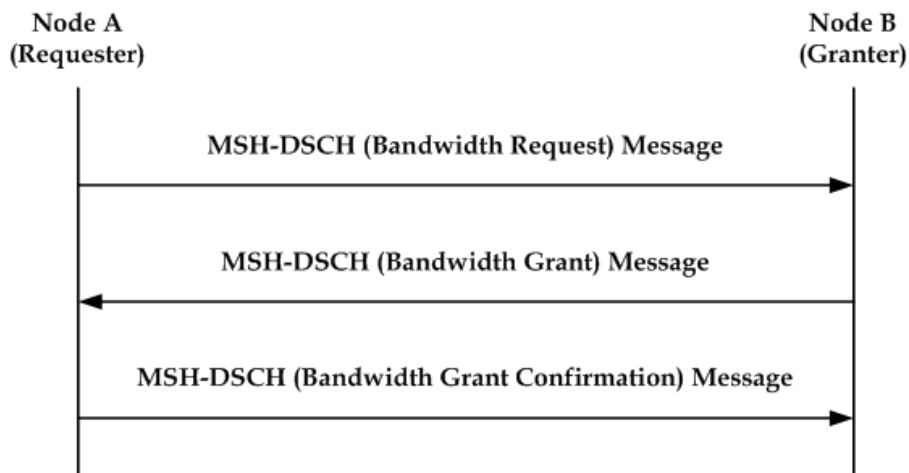 Node A
(Requester)
Node B
(Granter)
MSH-DSCH (Bandwidth Request) Message
MSH-DSCH (Bandwidth Grant) Message
MSH-DSCH (Bandwidth Grant Confirmation) Message